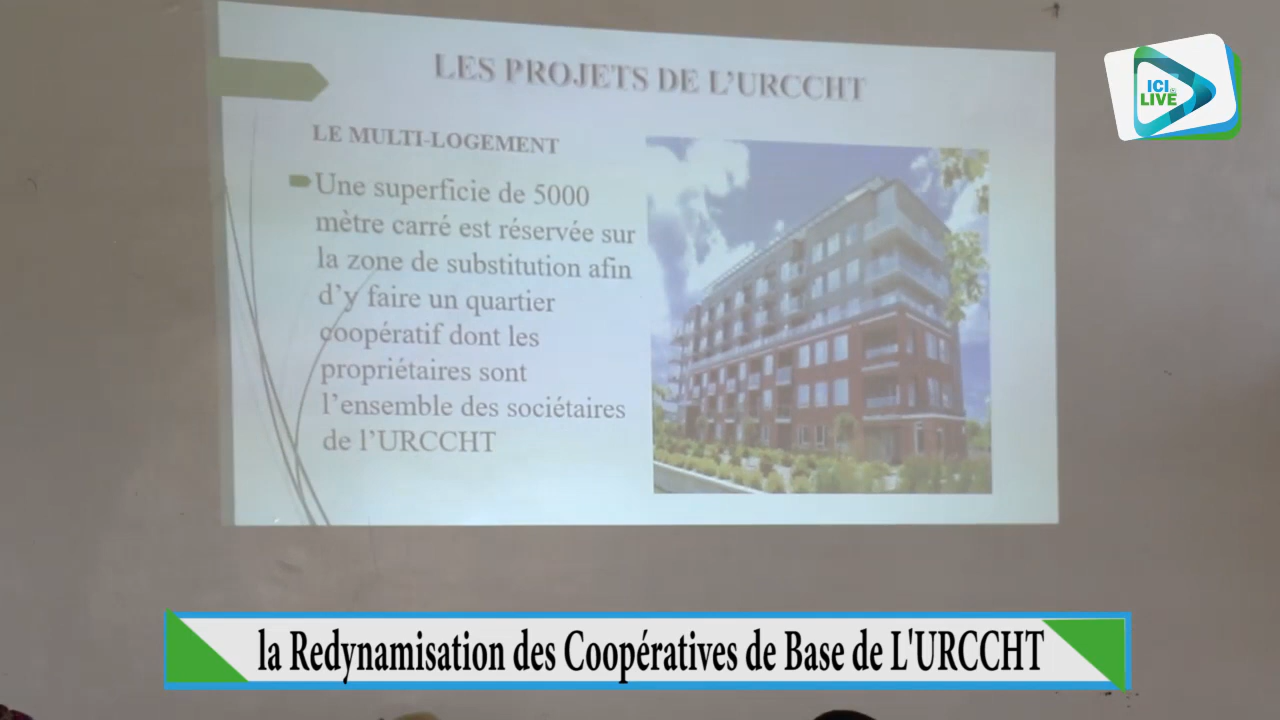 LES PROJETS DE L'URCCHT
LE MULTI-LOGEMENT
Une superficie de 5000
mètre carré est réservée sur
la zone de substitution afin
d'y faire un quartier
coopératif dont les
propriétaires sont
l'ensemble des sociétaires
de l'URCCHT
ICI
LIVE
la Redynamisation des Coopératives de Base de L'URCCHT